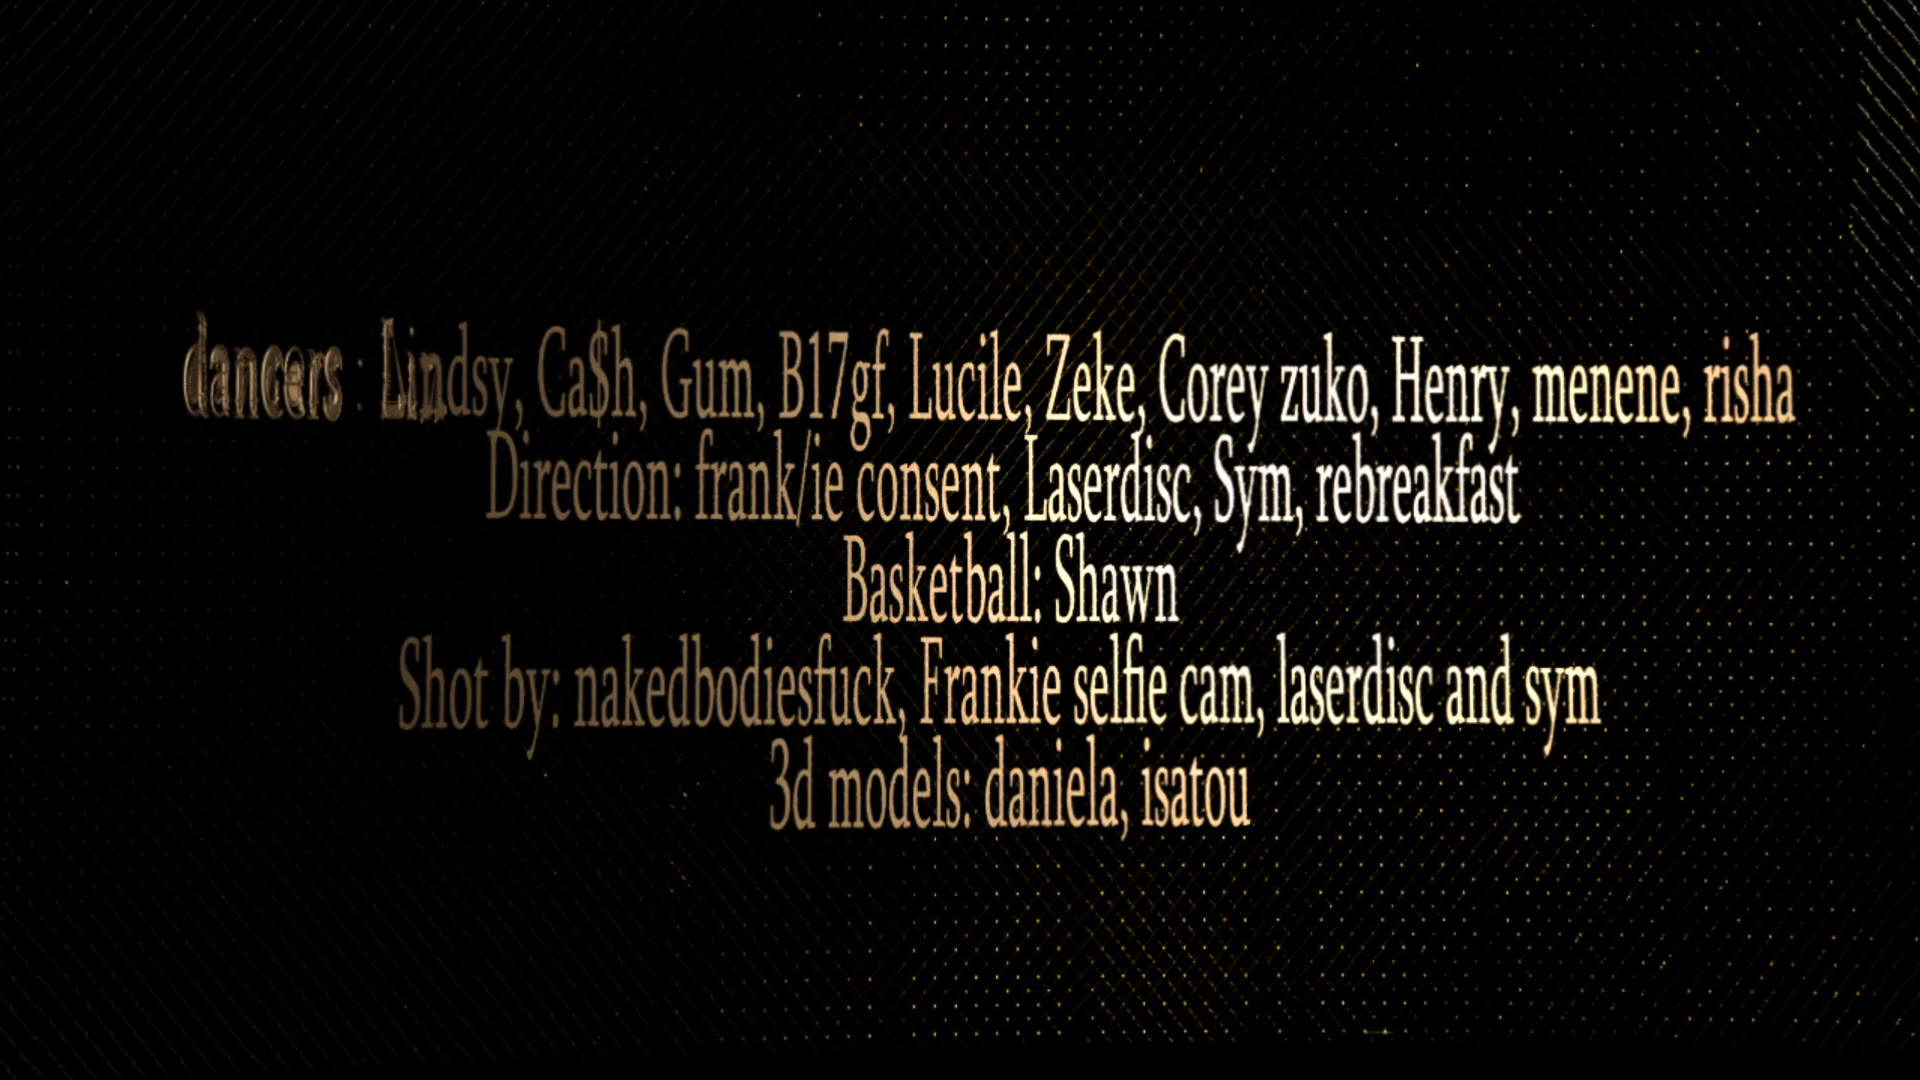 dancers : Lindsy, Ca$h, Gum, B17gf, Lucile, Zeke, Corey zuko, Henry, menene, risha
Direction: frank/ie consent, Laserdisc, Sym, rebreakfast
Basketball: Shawn
Shot by: nakedbodiesfuck, Frankie selfie cam, laserdisc and sym
3d models: daniela, isatou